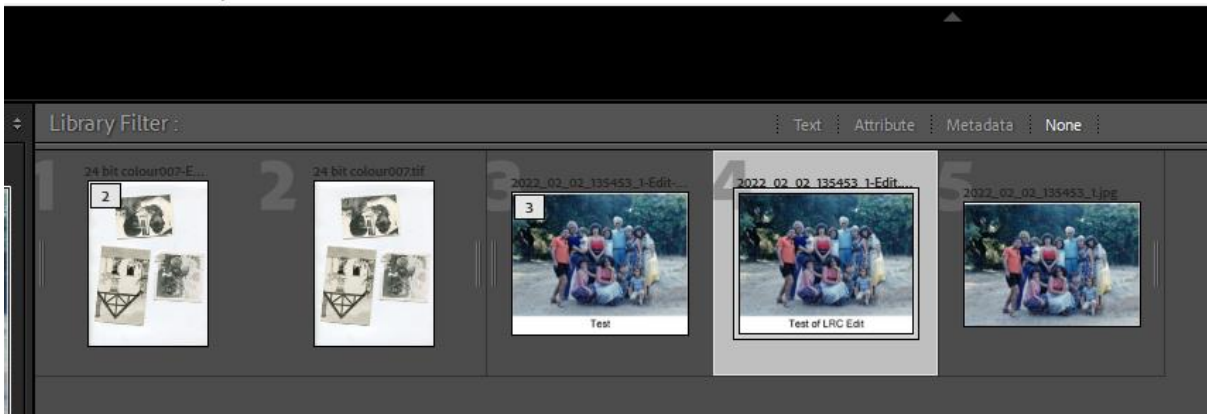 Library Filter : Text Attribute Metadata None
1 2 3 4 5
24 bit colour007-E... 24 bit colour007.tif 2022_02_02_135453_1-Edit-... 2022_02_02_135453_1-Edit.... 2022_02_02_135453_1.jpg
2 3
Test Test of LRC Edit